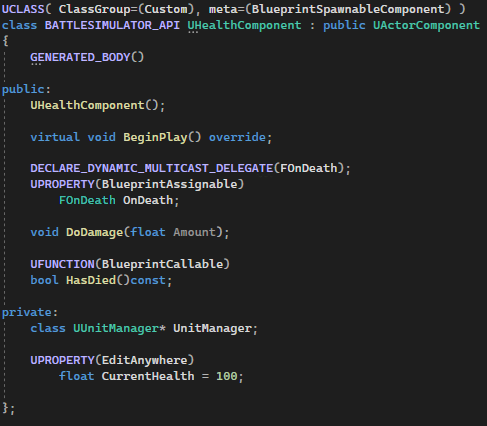 UCLASS( ClassGroup=(Custom), meta=(BlueprintSpawnableComponent) )
class BATTLESIMULATOR_API UHealthComponent : public UActorComponent
{
    GENERATED_BODY()

public:
    UHealthComponent();

    virtual void BeginPlay() override;

    DECLARE_DYNAMIC_MULTICAST_DELEGATE(FOnDeath);
    UPROPERTY(BlueprintAssignable)
        FOnDeath OnDeath;

    void DoDamage(float Amount);

    UFUNCTION(BlueprintCallable)
    bool HasDied()const;

private:
    class UUnitManager* UnitManager;

    UPROPERTY(EditAnywhere)
        float CurrentHealth = 100;

};